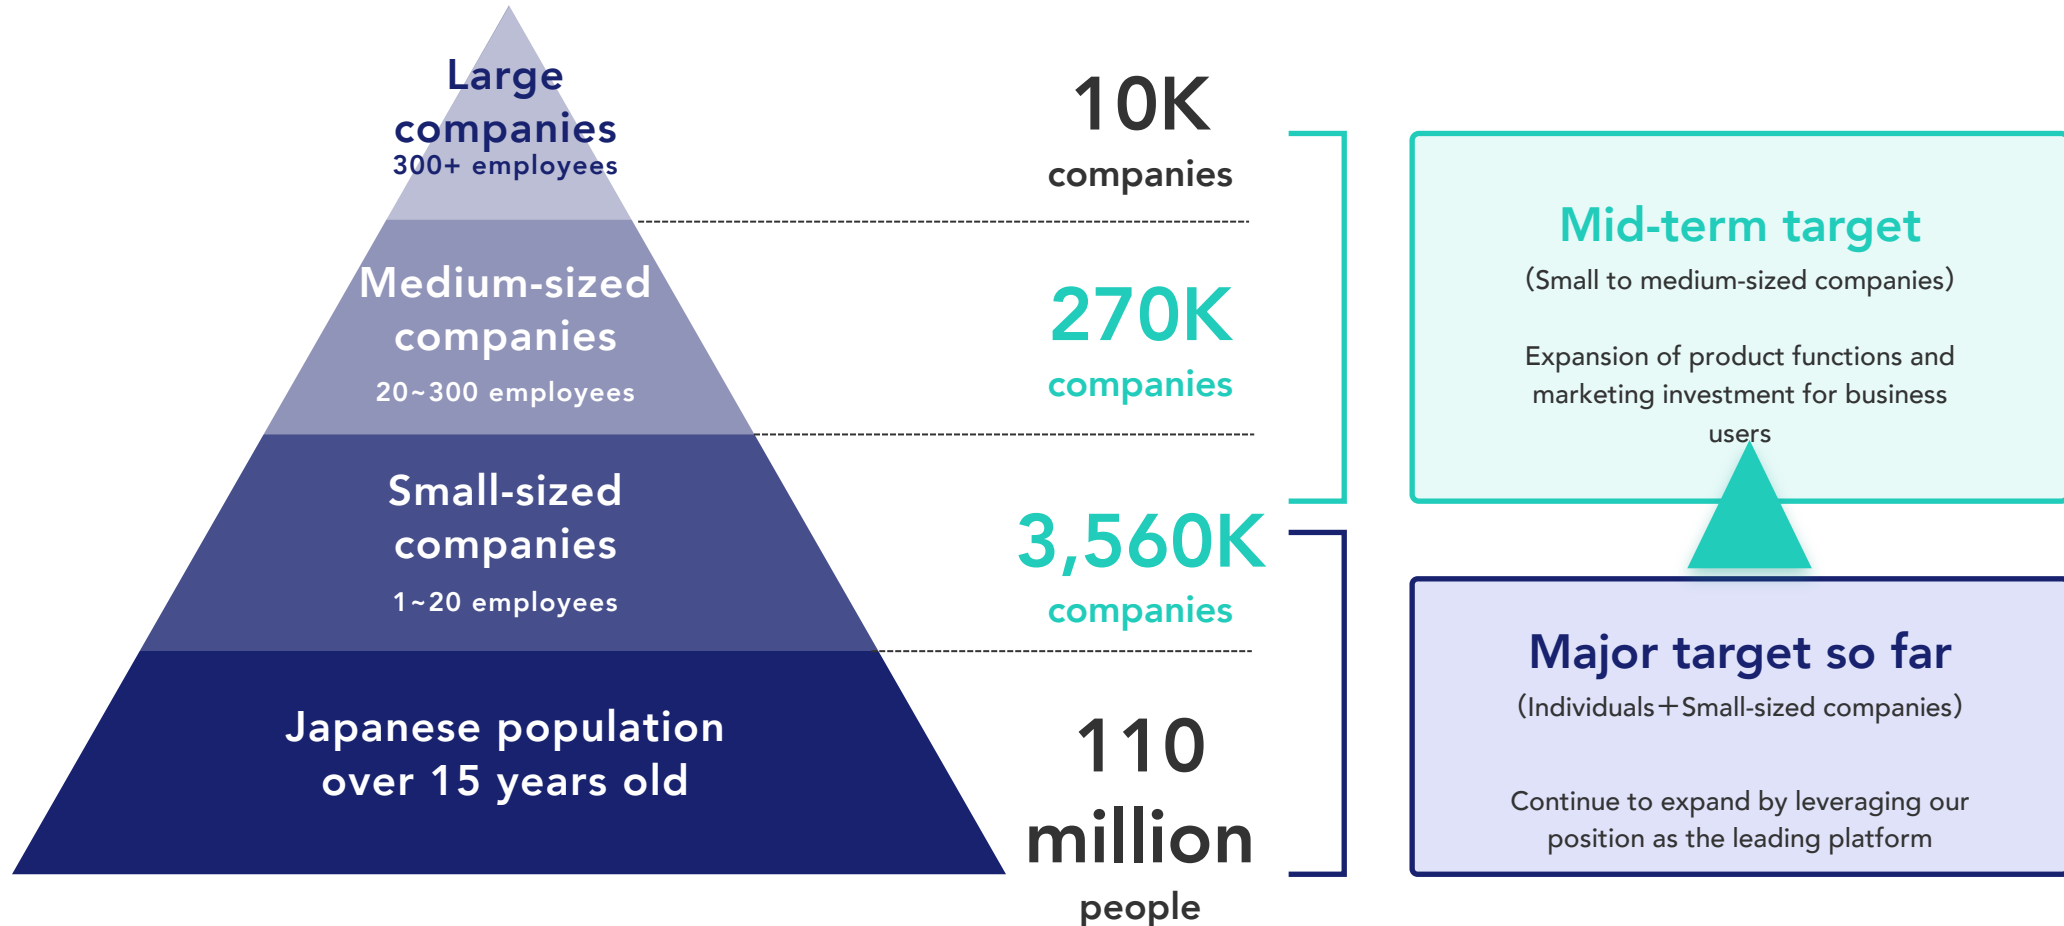 Large
companies
300+ employees
10K
companies
Medium-sized
companies
20~300 employees
270K
companies
Small-sized
companies
1~20 employees
3,560K
companies
Japanese population
over 15 years old
110
million
people
Mid-term target
（Small to medium-sized companies）
Expansion of product functions and
marketing investment for business
users
Major target so far
（Individuals＋Small-sized companies）
Continue to expand by leveraging our
position as the leading platform